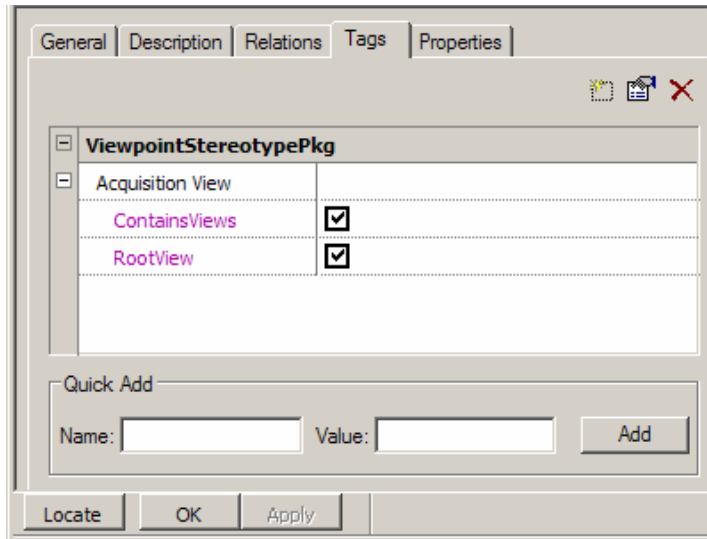 General Description Relations Tags Properties
ViewpointStereotypePkg
Acquisition View
ContainsViews
RootView
Quick Add
Name: Value: Add
Locate OK Apply